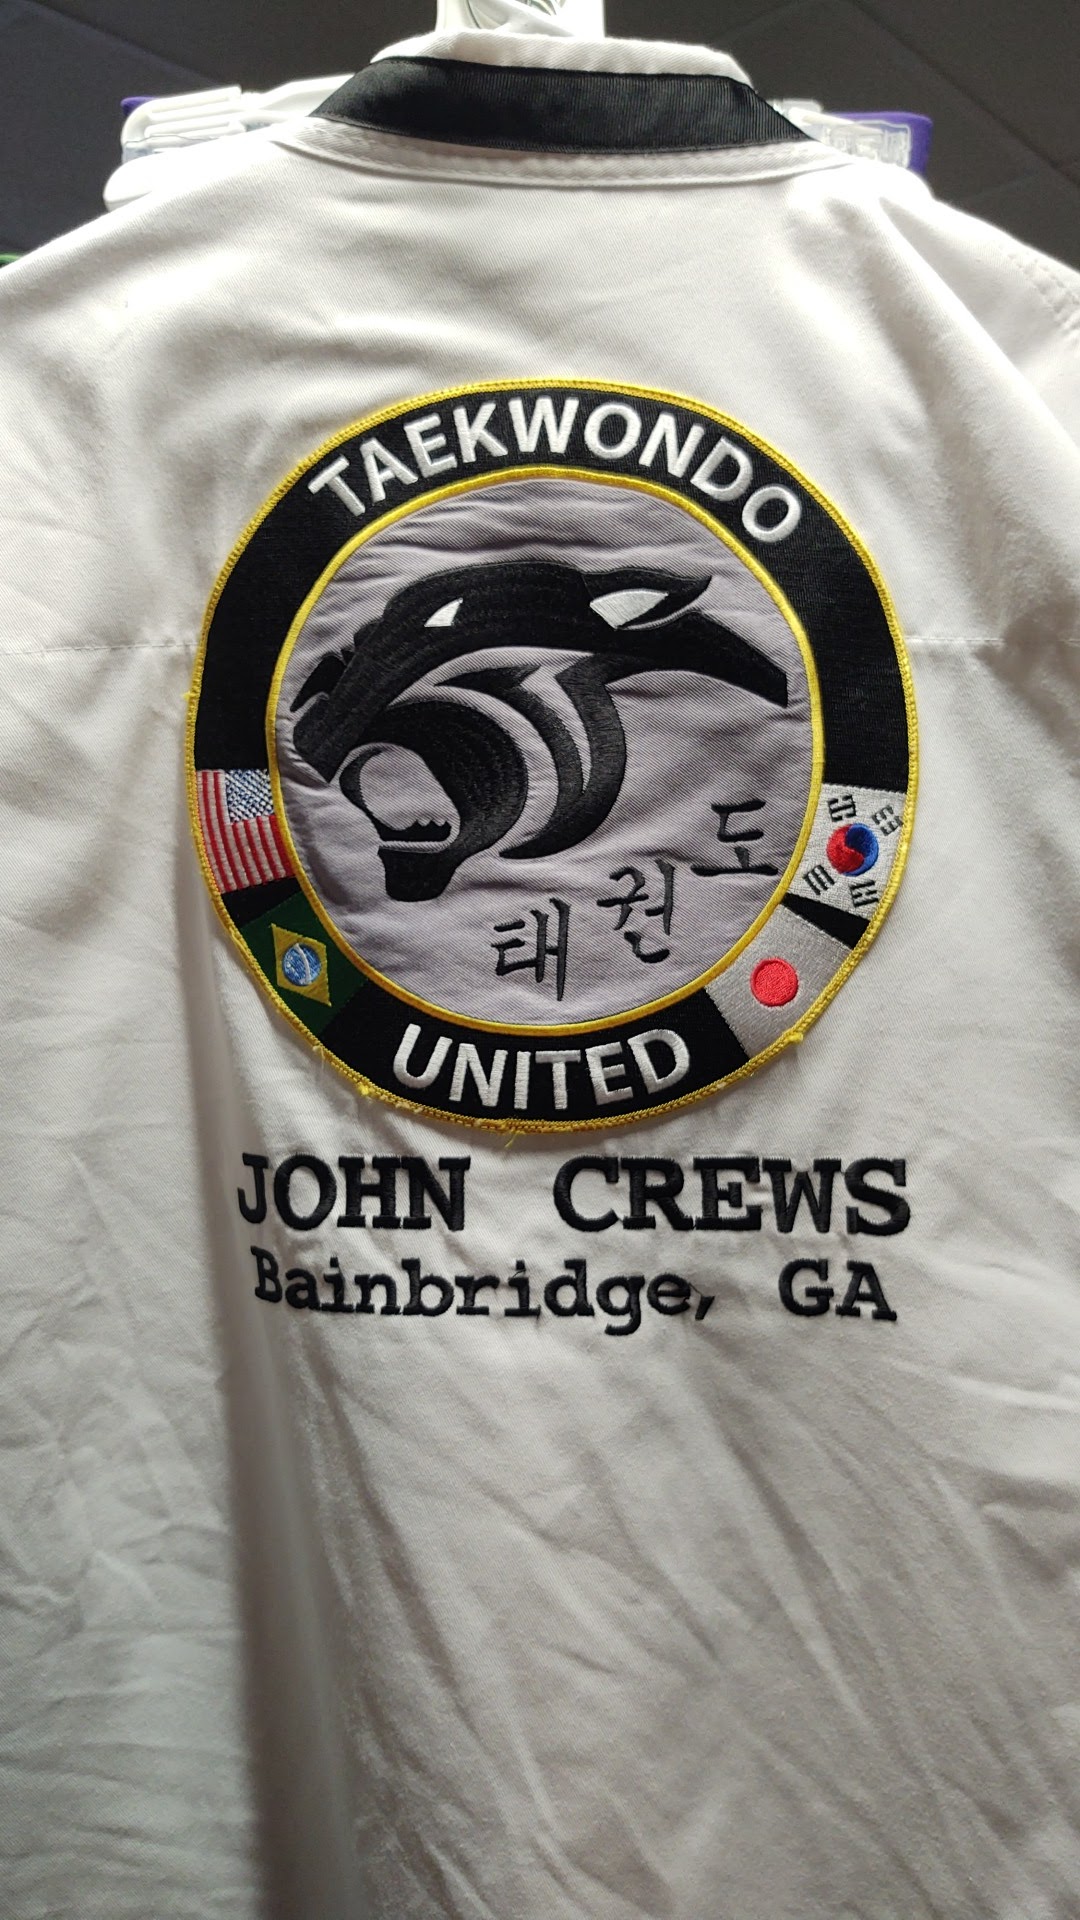 TAEKWONDO
태권도
UNITED
JOHN CREWS
Bainbridge, GA